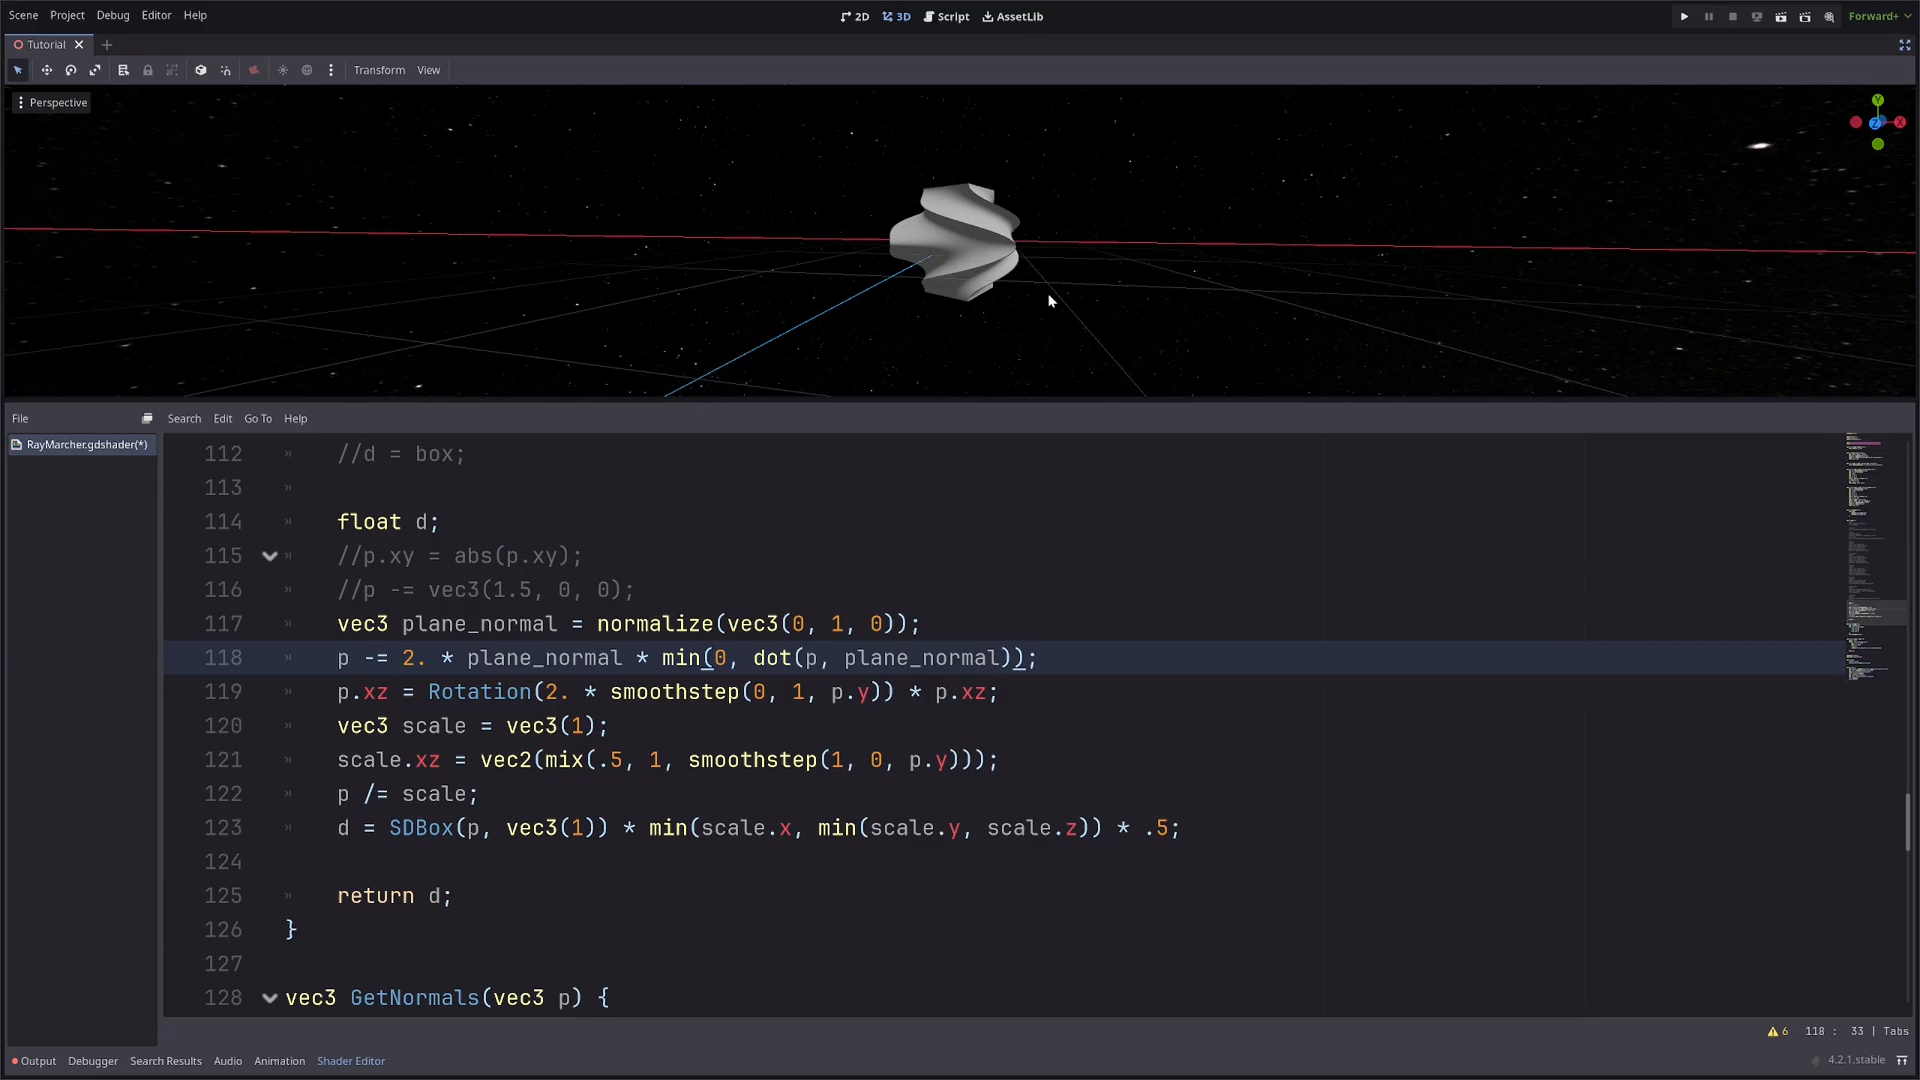 Scene Project Debug Editor Help
2D 3D Script AssetLib
Forward+
Tutorial
Transform View
Perspective
Y
X
Z
File
Search Edit Go To Help
RayMarcher.gdshader(*)
112 //d = box;
113
114 float d;
115 //p.xy = abs(p.xy);
116 //p -= vec3(1.5, 0, 0);
117 vec3 plane_normal = normalize(vec3(0, 1, 0));
118 p -= 2. * plane_normal * min(0, dot(p, plane_normal));
119 p.xz = Rotation(2. * smoothstep(0, 1, p.y)) * p.xz;
120 vec3 scale = vec3(1);
121 scale.xz = vec2(mix(.5, 1, smoothstep(1, 0, p.y)));
122 p /= scale;
123 d = SDBox(p, vec3(1)) * min(scale.x, min(scale.y, scale.z)) * .5;
124
125 return d;
126 }
127
128 vec3 GetNormals(vec3 p) {
6 118 : 33 | Tabs
Output Debugger Search Results Audio Animation Shader Editor
4.2.1.stable